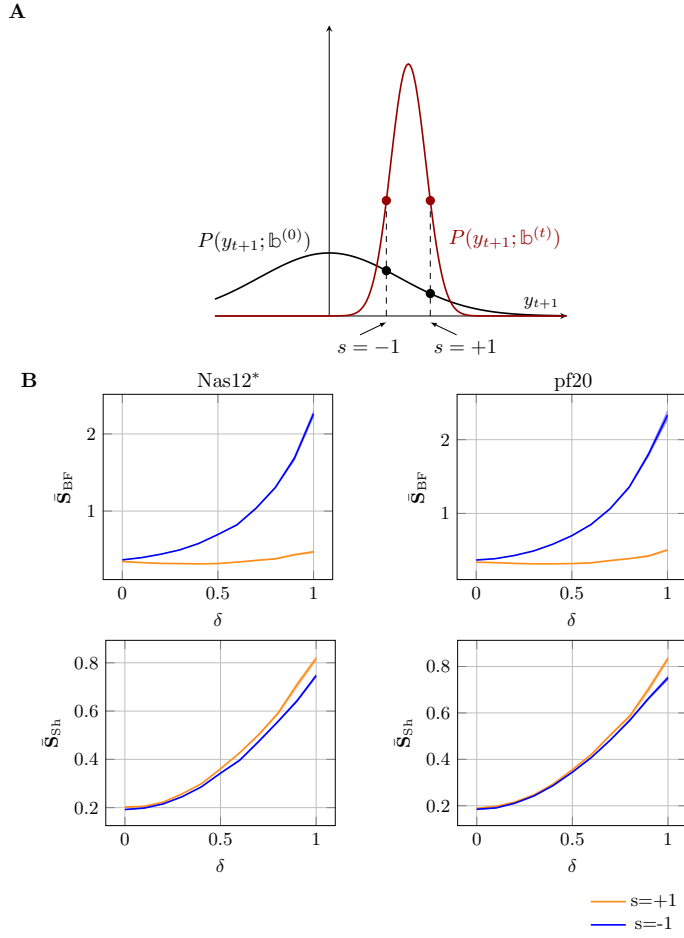 A
P(y_{t+1}; 𝕓^{(0)})
P(y_{t+1}; 𝕓^{(t)})
y_{t+1}
s = −1
s = +1
B
Nas12*
pf20
2
1
S̄_BF
0
0.5
1
δ
2
1
S̄_BF
0
0.5
1
δ
0.8
0.6
0.4
0.2
S̄_Sh
0
0.5
1
δ
0.8
0.6
0.4
0.2
S̄_Sh
0
0.5
1
δ
s=+1
s=-1